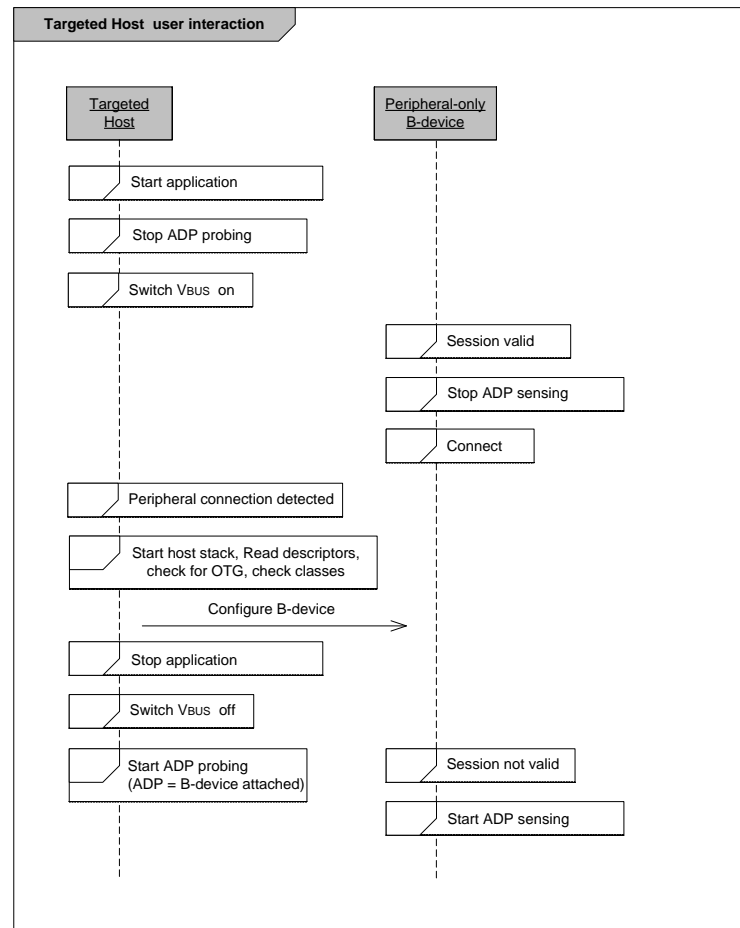 Targeted Host user interaction
Targeted
Host
Peripheral-only
B-device
Start application
Stop ADP probing
Switch VBUS on
Session valid
Stop ADP sensing
Connect
Peripheral connection detected
Start host stack, Read descriptors,
check for OTG, check classes
Configure B-device
Stop application
Switch VBUS off
Start ADP probing
(ADP = B-device attached)
Session not valid
Start ADP sensing